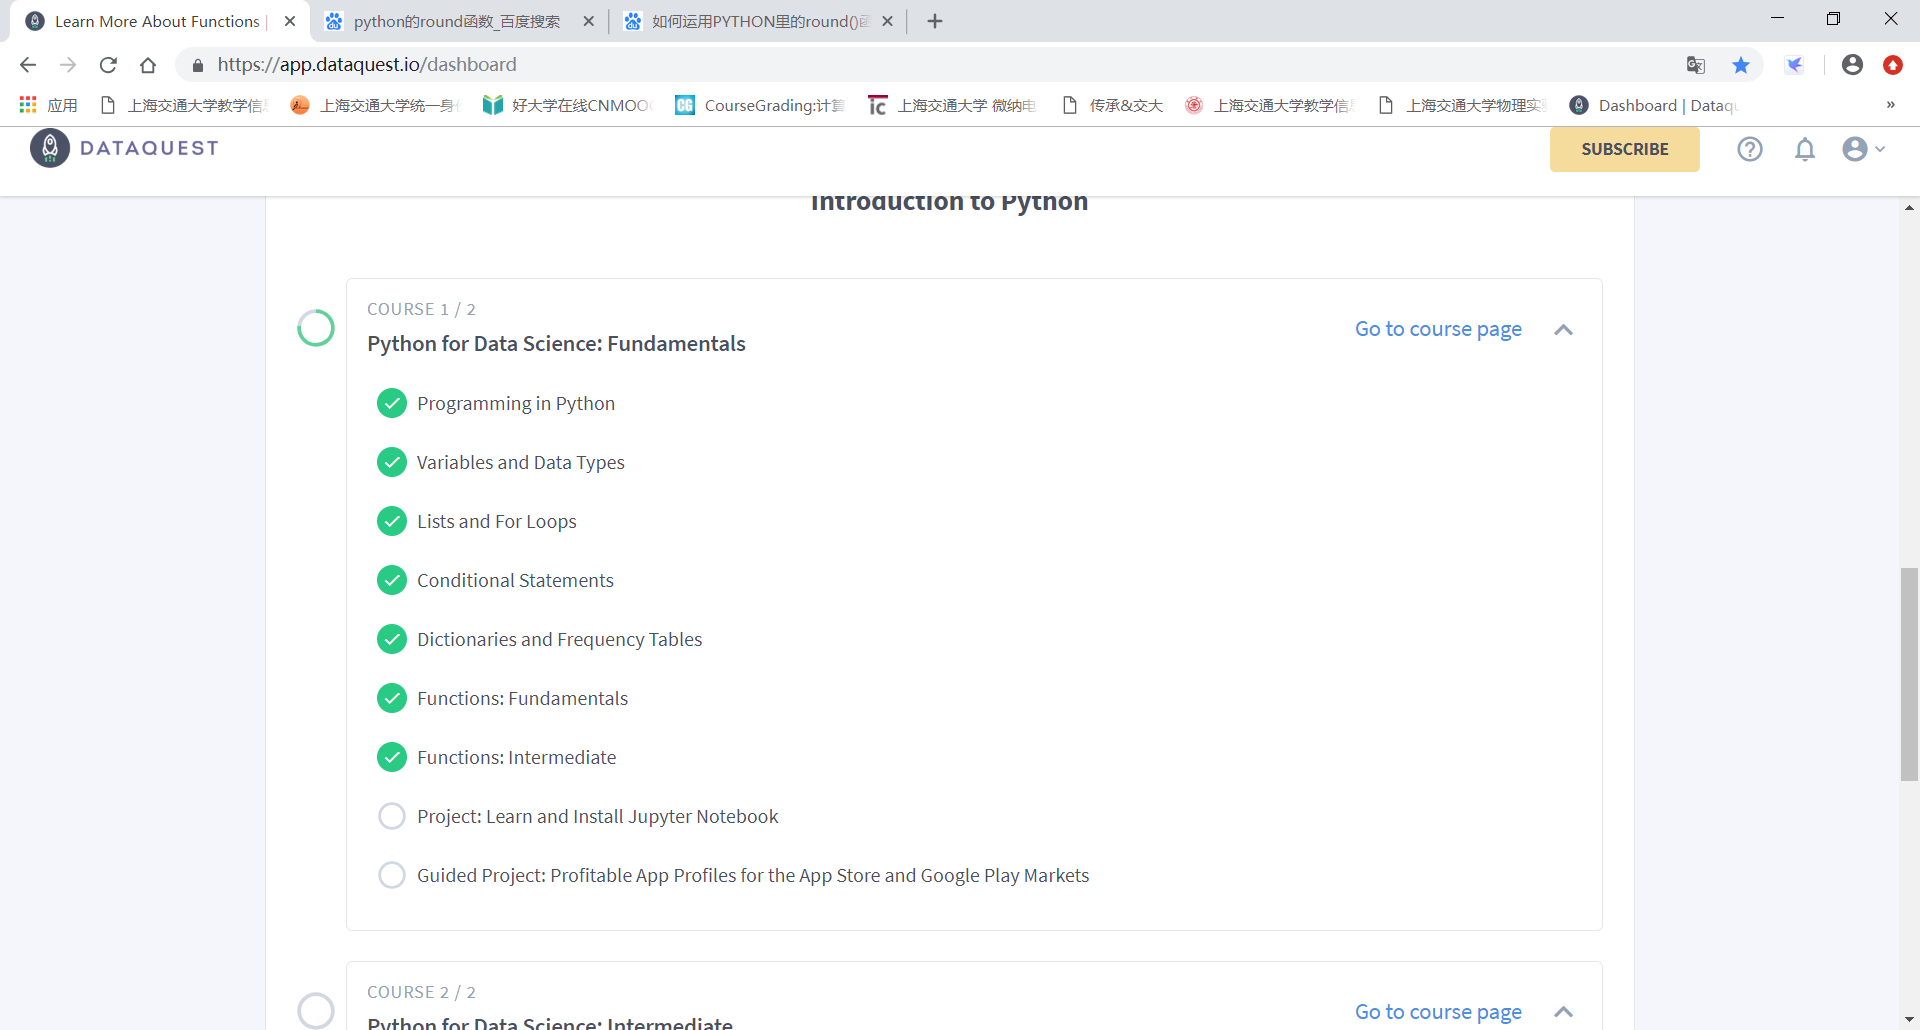 Learn More About Functions |
python的round函数_百度搜索
如何运用PYTHON里的round()函
https://app.dataquest.io/dashboard
应用
上海交通大学教学信息
上海交通大学统一身份
好大学在线CNMOOC
CG CourseGrading:计算
ic 上海交通大学 微纳电
传承&交大
上海交通大学教学信息
上海交通大学物理实验
Dashboard | Dataqu
»
DATAQUEST
SUBSCRIBE
Introduction to Python
COURSE 1 / 2
Python for Data Science: Fundamentals
Go to course page
Programming in Python
Variables and Data Types
Lists and For Loops
Conditional Statements
Dictionaries and Frequency Tables
Functions: Fundamentals
Functions: Intermediate
Project: Learn and Install Jupyter Notebook
Guided Project: Profitable App Profiles for the App Store and Google Play Markets
COURSE 2 / 2
Python for Data Science: Intermediate
Go to course page